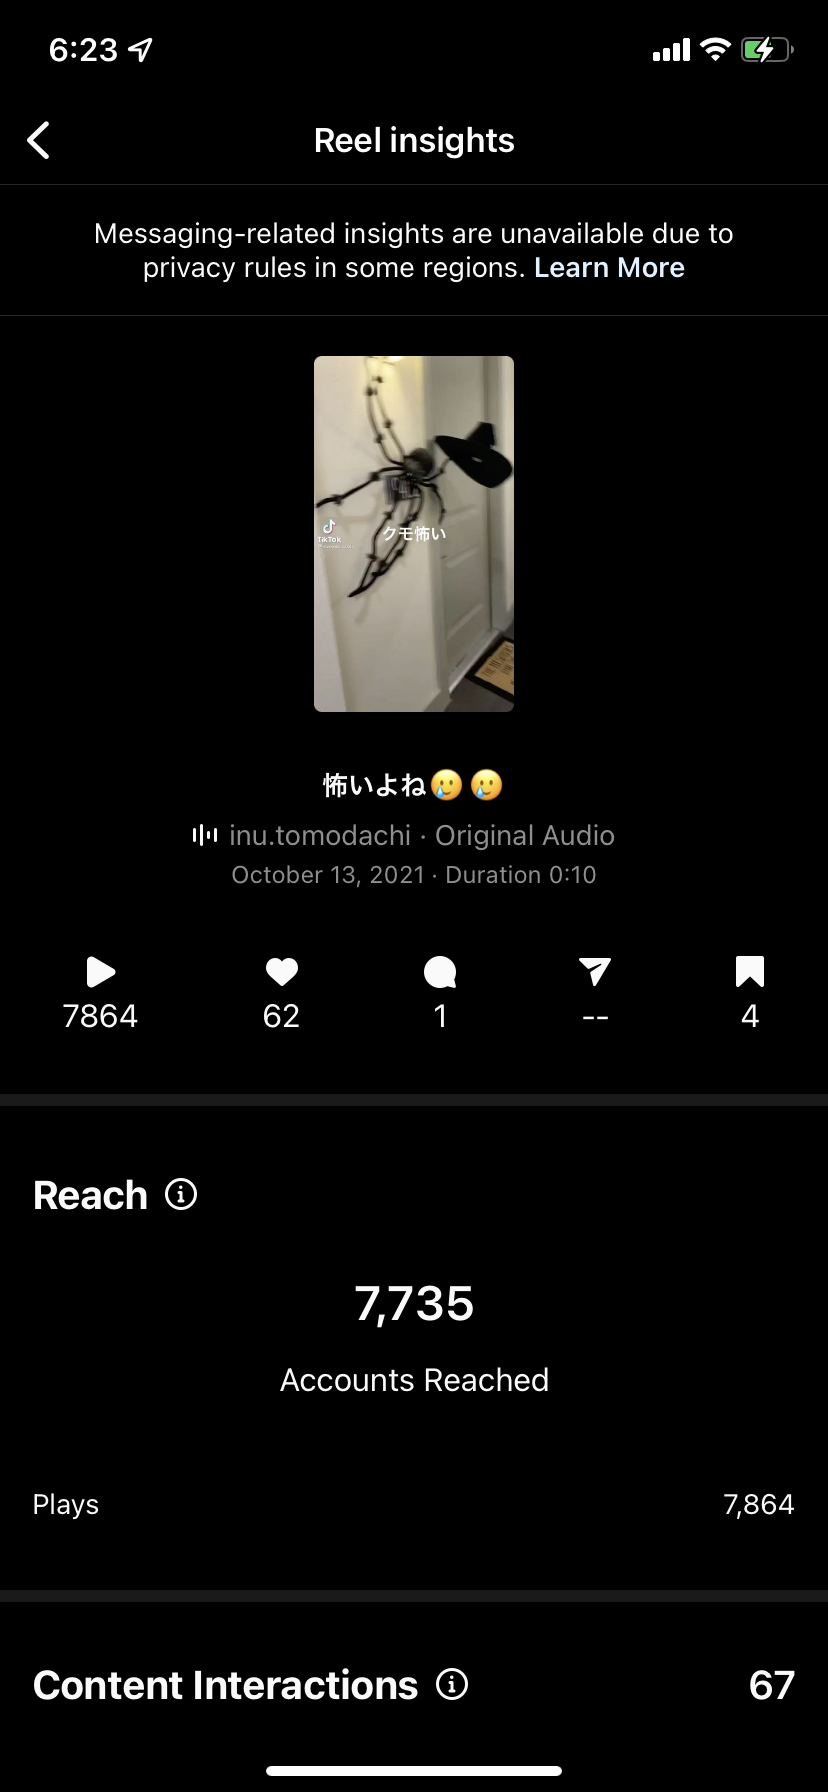 6:23
Reel insights
Messaging-related insights are unavailable due to
privacy rules in some regions. Learn More
TikTok
クモ怖い
怖いよね🥲🥲
inu.tomodachi · Original Audio
October 13, 2021 · Duration 0:10
7864 62 1 -- 4
Reach
7,735
Accounts Reached
Plays 7,864
Content Interactions 67